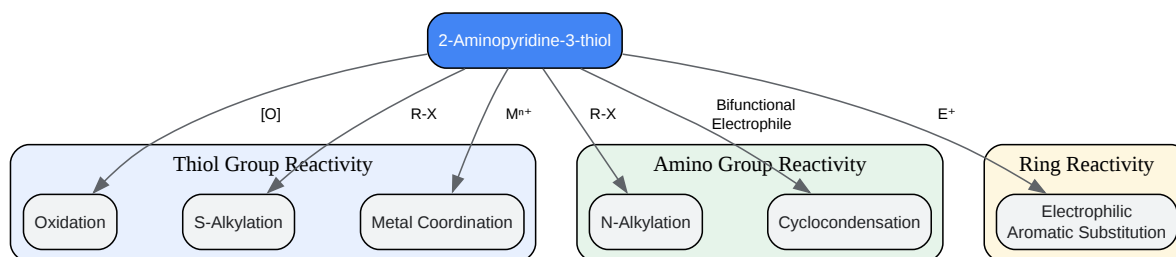 2-Aminopyridine-3-thiol
[O]
R-X
Mⁿ⁺
R-X
Bifunctional
Electrophile
E⁺
Thiol Group Reactivity
Amino Group Reactivity
Ring Reactivity
Oxidation
S-Alkylation
Metal Coordination
N-Alkylation
Cyclocondensation
Electrophilic
Aromatic Substitution